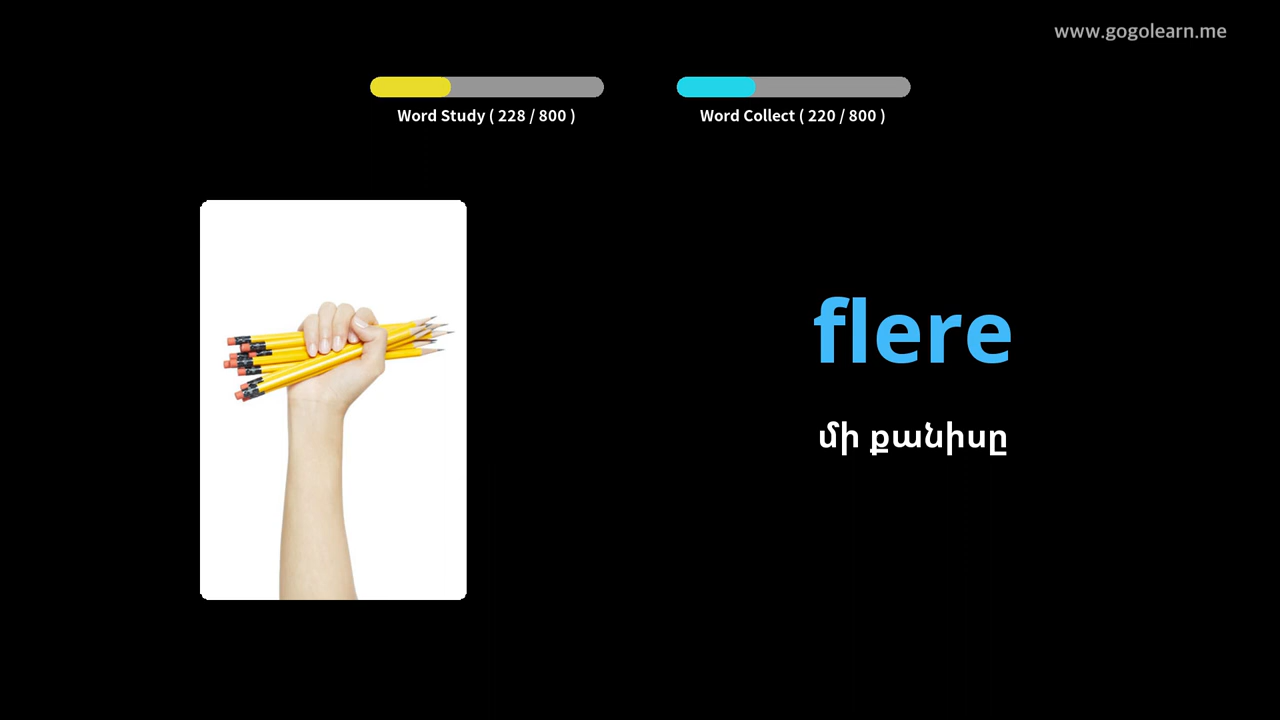 www.gogolearn.me
Word Study ( 228 / 800 )
Word Collect ( 220 / 800 )
flere
մի քանիսը